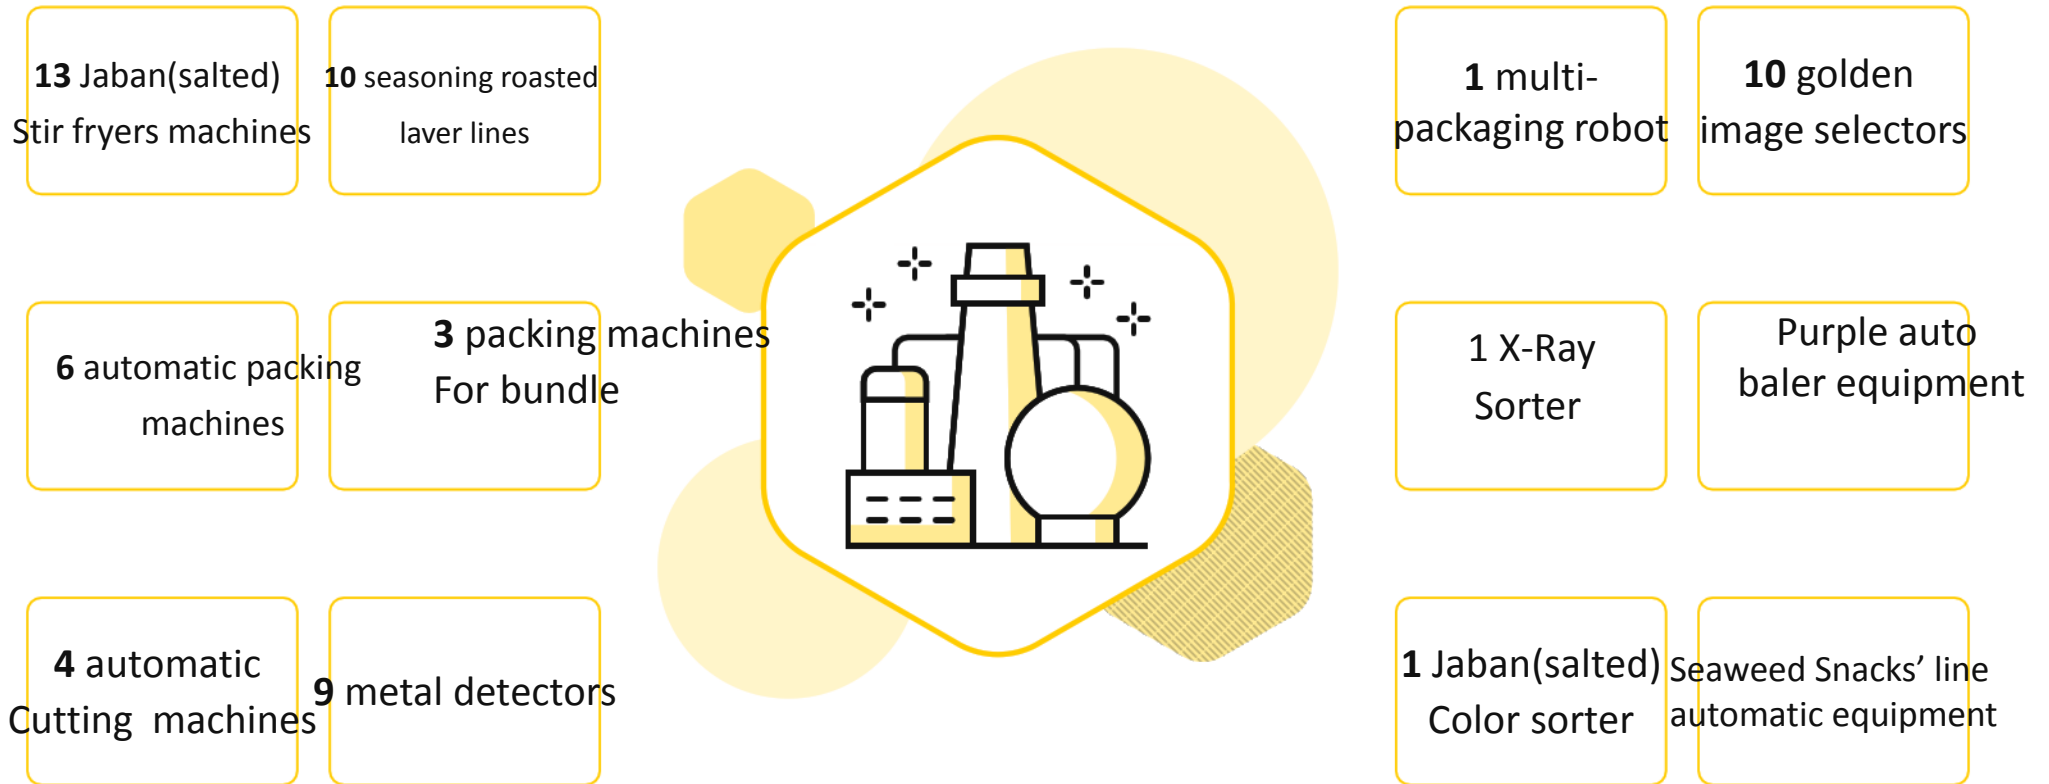 13 Jaban(salted)
Stir fryers machines
10 seasoning roasted
laver lines
1 multi-
packaging robot
10 golden
image selectors
6 automatic packing
machines
3 packing machines
For bundle
1 X-Ray
Sorter
Purple auto
baler equipment
4 automatic
Cutting  machines
9 metal detectors
1 Jaban(salted)
Color sorter
Seaweed Snacks’ line
automatic equipment